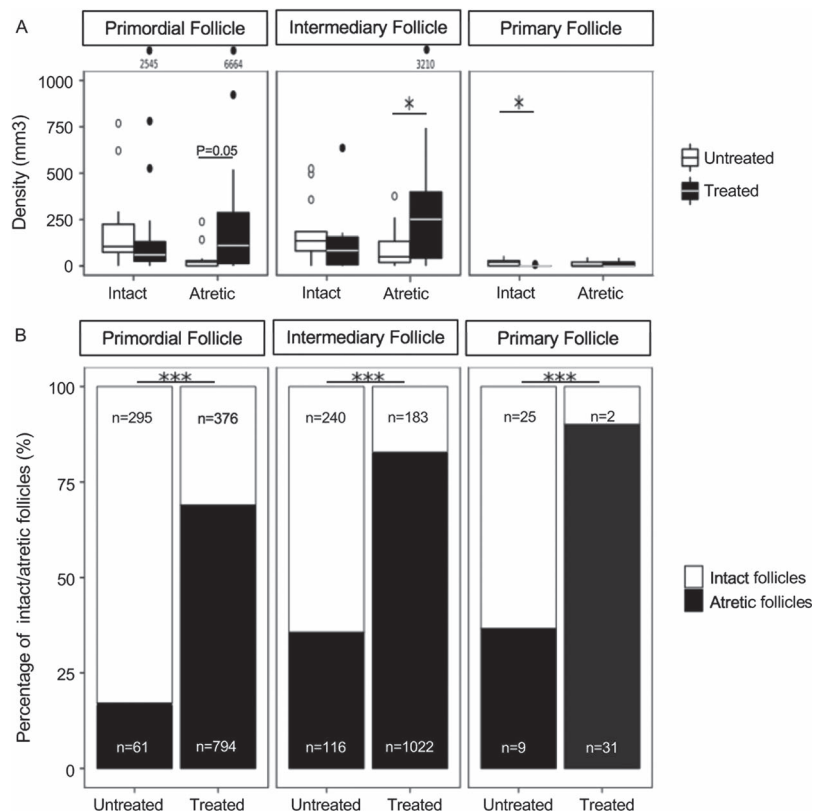 A
Primordial Follicle
Intermediary Follicle
Primary Follicle
2545
6664
3210
Density (mm3)
1000
750
500
250
0
P=0.05
*
*
Intact
Atretic
Intact
Atretic
Intact
Atretic
Untreated
Treated
B
Primordial Follicle
Intermediary Follicle
Primary Follicle
Percentage of intact/atretic follicles (%)
100
75
50
25
0
***
***
***
n=295
n=376
n=240
n=183
n=25
n=2
n=61
n=794
n=116
n=1022
n=9
n=31
Intact follicles
Atretic follicles
Untreated
Treated
Untreated
Treated
Untreated
Treated